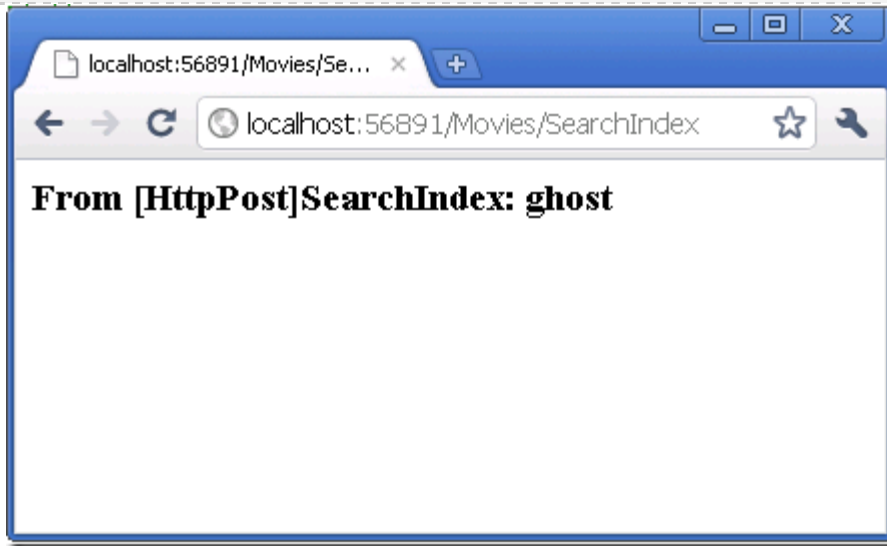 localhost:56891/Movies/Se...
localhost:56891/Movies/SearchIndex
From [HttpPost]SearchIndex: ghost